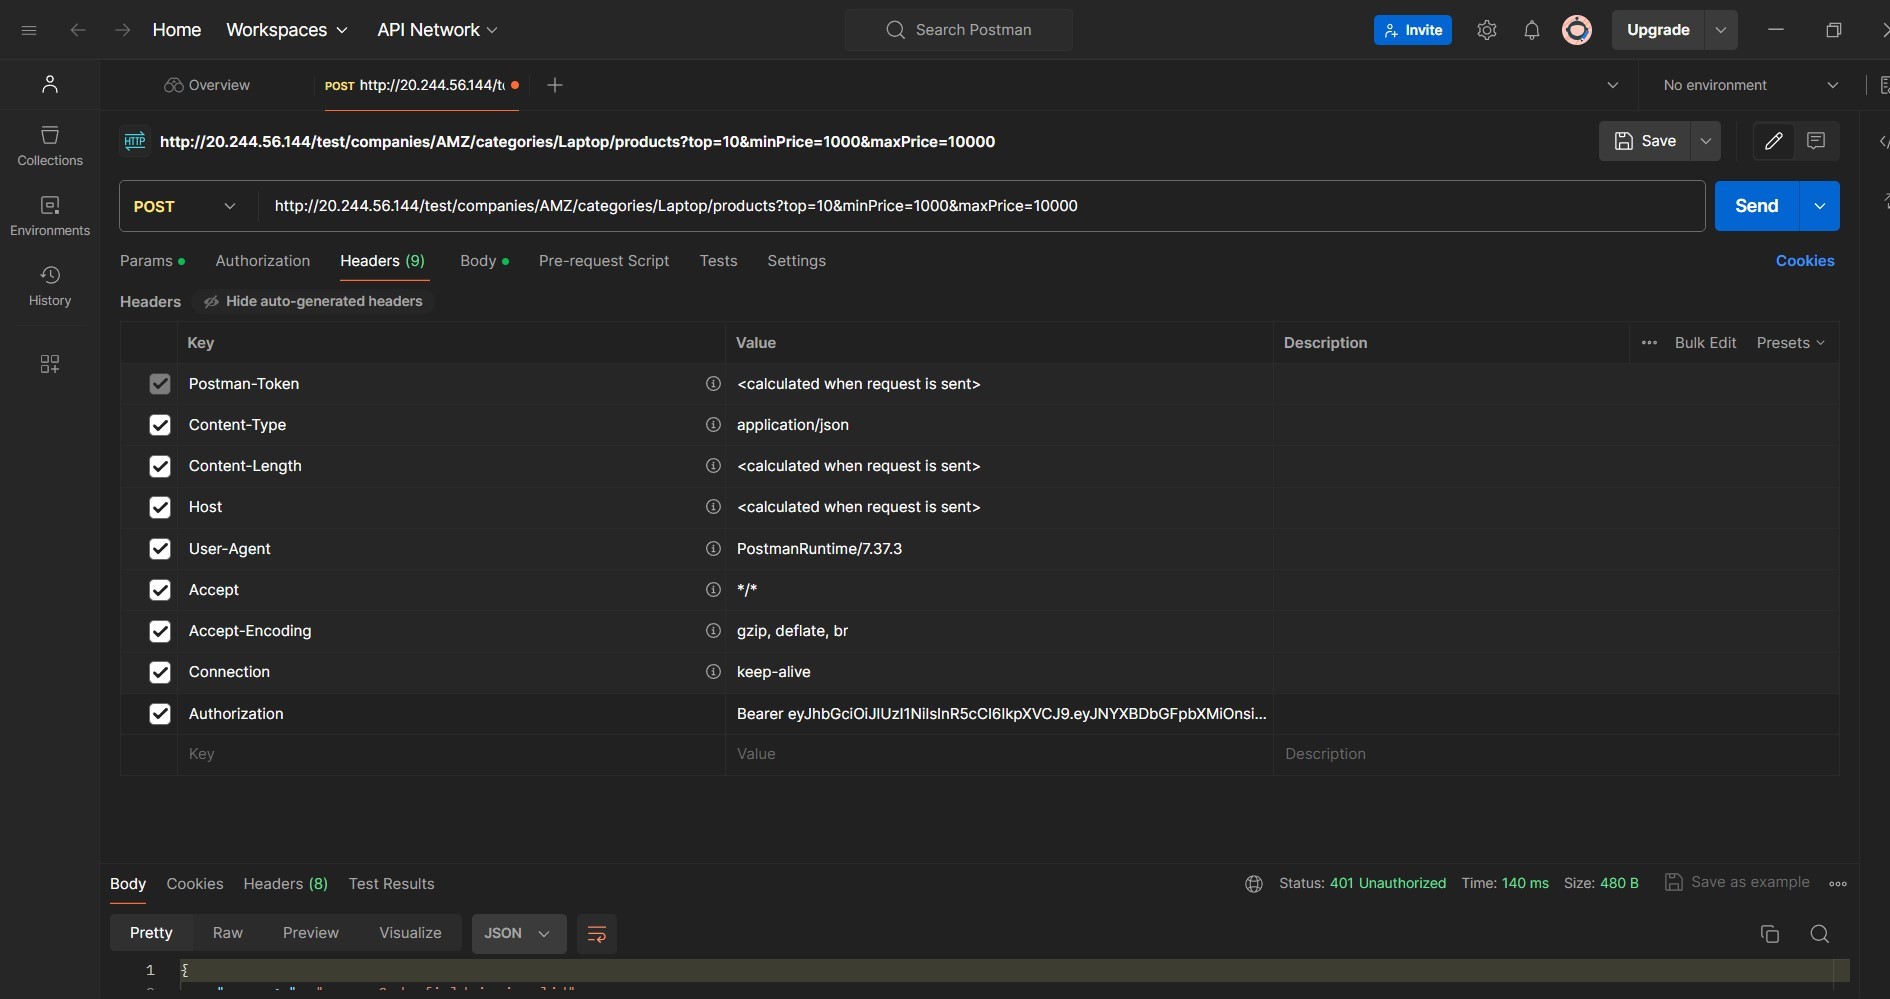 Home Workspaces API Network Search Postman Invite Upgrade
Overview POST http://20.244.56.144/t No environment
HTTP http://20.244.56.144/test/companies/AMZ/categories/Laptop/products?top=10&minPrice=1000&maxPrice=10000 Save
POST http://20.244.56.144/test/companies/AMZ/categories/Laptop/products?top=10&minPrice=1000&maxPrice=10000 Send
Collections
Environments
History
Params Authorization Headers (9) Body Pre-request Script Tests Settings Cookies
Headers Hide auto-generated headers
Key Value Description ••• Bulk Edit Presets
Postman-Token <calculated when request is sent>
Content-Type application/json
Content-Length <calculated when request is sent>
Host <calculated when request is sent>
User-Agent PostmanRuntime/7.37.3
Accept */*
Accept-Encoding gzip, deflate, br
Connection keep-alive
Authorization Bearer eyJhbGciOiJIUzI1NiIsInR5cCI6IkpXVCJ9.eyJNYXBDbGFpbXMiOnsi...
Key Value Description
Body Cookies Headers (8) Test Results Status: 401 Unauthorized Time: 140 ms Size: 480 B Save as example
Pretty Raw Preview Visualize JSON
1 {